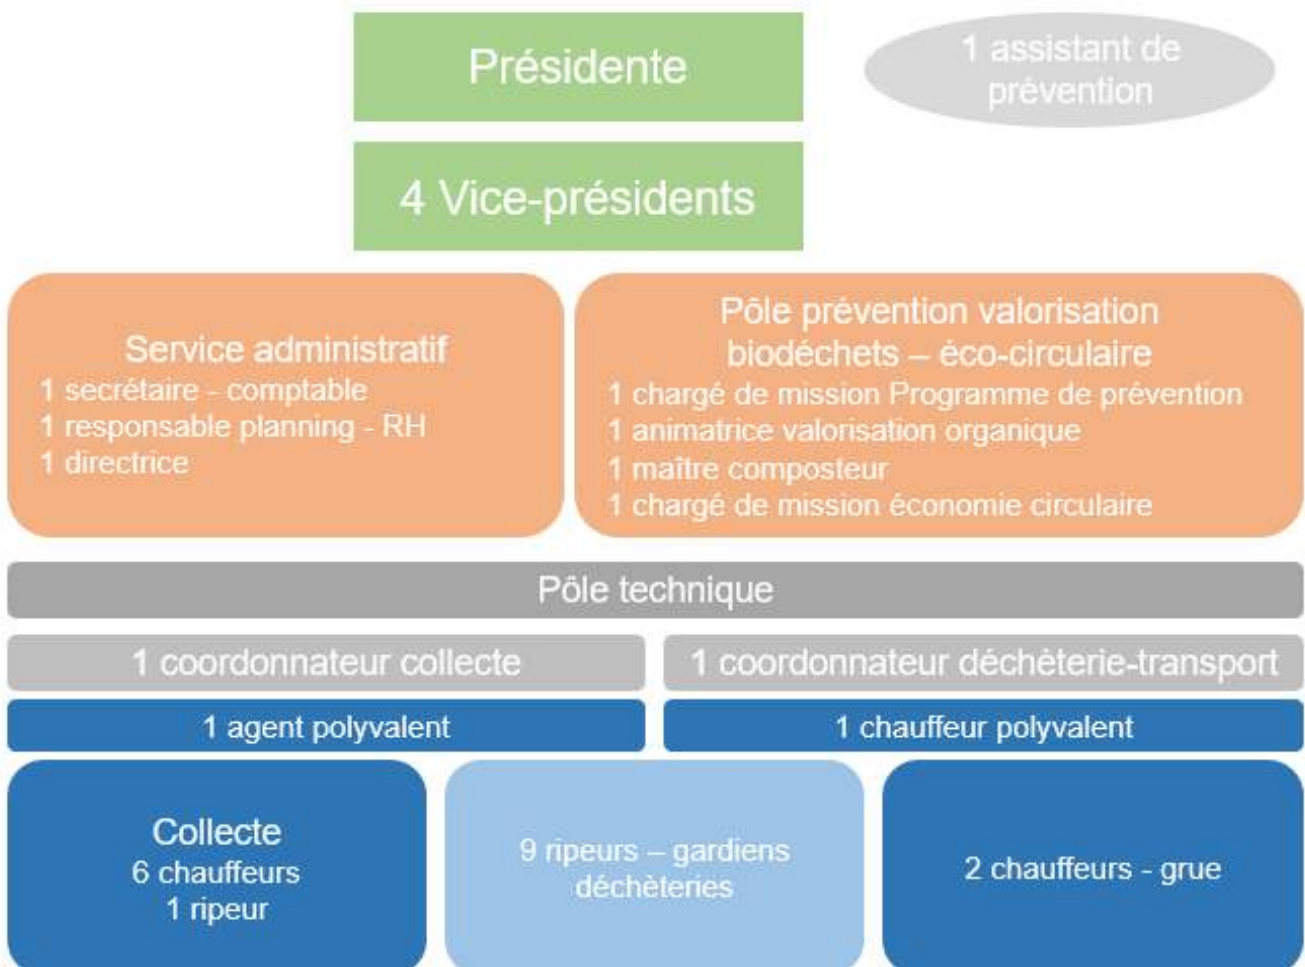 Présidente
1 assistant de
prévention
4 Vice-présidents
Service administratif
1 secrétaire - comptable
1 responsable planning - RH
1 directrice
Pôle prévention valorisation
biodéchets – éco-circulaire
1 chargé de mission Programme de prévention
1 animatrice valorisation organique
1 maître composteur
1 chargé de mission économie circulaire
Pôle technique
1 coordonnateur collecte
1 coordonnateur déchèterie-transport
1 agent polyvalent
1 chauffeur polyvalent
Collecte
6 chauffeurs
1 ripeur
9 ripeurs – gardiens
déchèteries
2 chauffeurs - grue